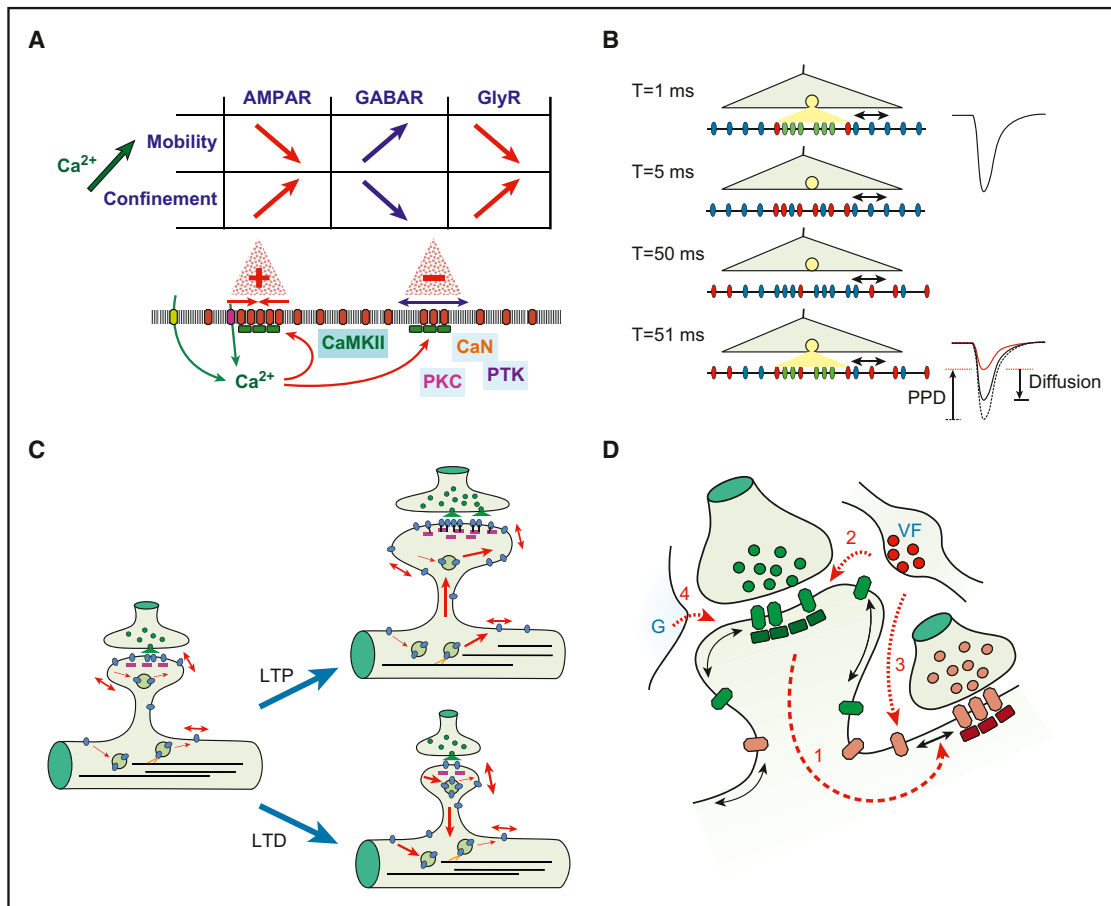 A
AMPAR GABAR GlyR
Mobility
Ca²⁺
Confinement
+
−
CaMKII
CaN
Ca²⁺
PKC
PTK
B
T=1 ms
T=5 ms
T=50 ms
T=51 ms
PPD
Diffusion
C
LTP
LTD
D
VF
2
4
G
3
1